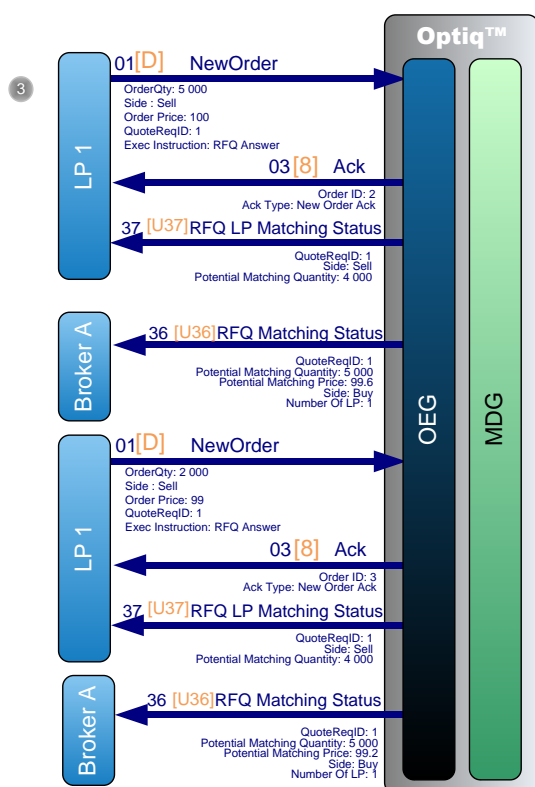 Optiq™
01[D] NewOrder
3
OrderQty: 5 000
Side : Sell
Order Price: 100
QuoteReqID: 1
Exec Instruction: RFQ Answer
LP 1
03 [8] Ack
Order ID: 2
Ack Type: New Order Ack
37 [U37]RFQ LP Matching Status
QuoteReqID: 1
Side: Sell
Potential Matching Quantity: 4 000
Broker A
36 [U36]RFQ Matching Status
QuoteReqID: 1
Potential Matching Quantity: 5 000
Potential Matching Price: 99.6
Side: Buy
Number Of LP: 1
OEG
MDG
01[D] NewOrder
OrderQty: 2 000
Side : Sell
Order Price: 99
QuoteReqID: 1
Exec Instruction: RFQ Answer
LP 1
03 [8] Ack
Order ID: 3
Ack Type: New Order Ack
37 [U37]RFQ LP Matching Status
QuoteReqID: 1
Side: Sell
Potential Matching Quantity: 4 000
Broker A
36 [U36]RFQ Matching Status
QuoteReqID: 1
Potential Matching Quantity: 5 000
Potential Matching Price: 99.2
Side: Buy
Number Of LP: 1